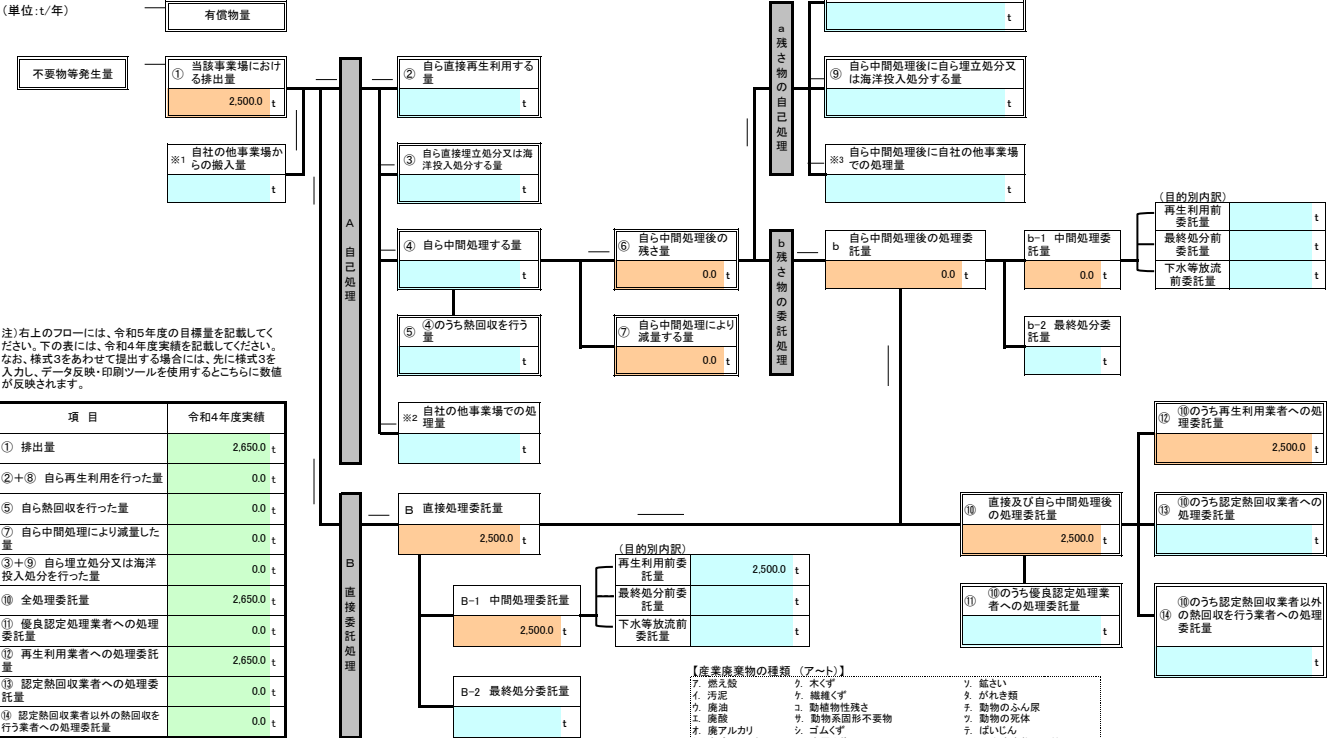 (単位:t/年)
有償物量
不要物等発生量
① 当該事業場におけ
る排出量
2,500.0 t
※1 自社の他事業場か
らの搬入量
t
A 自己処理
② 自ら直接再生利用する
量
t
③ 自ら直接埋立処分又は海
洋投入処分する量
t
④ 自ら中間処理する量
t
⑤ ④のうち熱回収を行う
量
t
※2 自社の他事業場での処
理量
t
⑥ 自ら中間処理後の
残さ量
0.0 t
⑦ 自ら中間処理により
減量する量
0.0 t
a 残さ物の自己処理
t
⑨ 自ら中間処理後に自ら埋立処分又
は海洋投入処分する量
t
※3 自ら中間処理後に自社の他事業場
での処理量
t
b 残さ物の委託処理
b 自ら中間処理後の処理委
託量
0.0 t
b-1 中間処理委
託量
0.0 t
(目的別内訳)
再生利用前
委託量
t
最終処分前
委託量
t
下水等放流
前委託量
t
b-2 最終処分委
託量
t
注)右上のフローには、令和5年度の目標量を記載してく
ださい。下の表には、令和4年度実績を記載してください。
なお、様式3をあわせて提出する場合には、先に様式3を
入力し、データ反映・印刷ツールを使用するとこちらに数値
が反映されます。
項 目 令和4年度実績
① 排出量 2,650.0 t
②+⑧ 自ら再生利用を行った量 0.0 t
⑤ 自ら熱回収を行った量 0.0 t
⑦ 自ら中間処理により減量した
量 0.0 t
③+⑨ 自ら埋立処分又は海洋
投入処分を行った量 0.0 t
⑩ 全処理委託量 2,650.0 t
⑪ 優良認定処理業者への処理
委託量 0.0 t
⑫ 再生利用業者への処理委託
量 2,650.0 t
⑬ 認定熱回収業者への処理委
託量 0.0 t
⑭ 認定熱回収業者以外の熱回収を
行う業者への処理委託量 0.0 t
B 直接委託処理
B 直接処理委託量
2,500.0 t
B-1 中間処理委託量
2,500.0 t
(目的別内訳)
再生利用前委
託量
2,500.0 t
最終処分前委
託量
t
下水等放流前
委託量
t
B-2 最終処分委託量
t
⑩ 直接及び自ら中間処理後
の処理委託量
2,500.0 t
⑪ ⑩のうち優良認定処理業
者への処理委託量
t
⑫ ⑩のうち再生利用業者への処
理委託量
2,500.0 t
⑬ ⑩のうち認定熱回収業者への
処理委託量
t
⑭ ⑩のうち認定熱回収業者以外
の熱回収を行う業者への処理
委託量
t
【産業廃棄物の種類 (ア~ト)】
ア. 燃え殻 ク. 木くず ソ. 鉱さい
イ. 汚泥 ケ. 繊維くず タ. がれき類
ウ. 廃油 コ. 動植物性残さ チ. 動物のふん尿
エ. 廃酸 サ. 動物系固形不要物 ツ. 動物の死体
オ. 廃アルカリ シ. ゴムくず テ. ばいじん